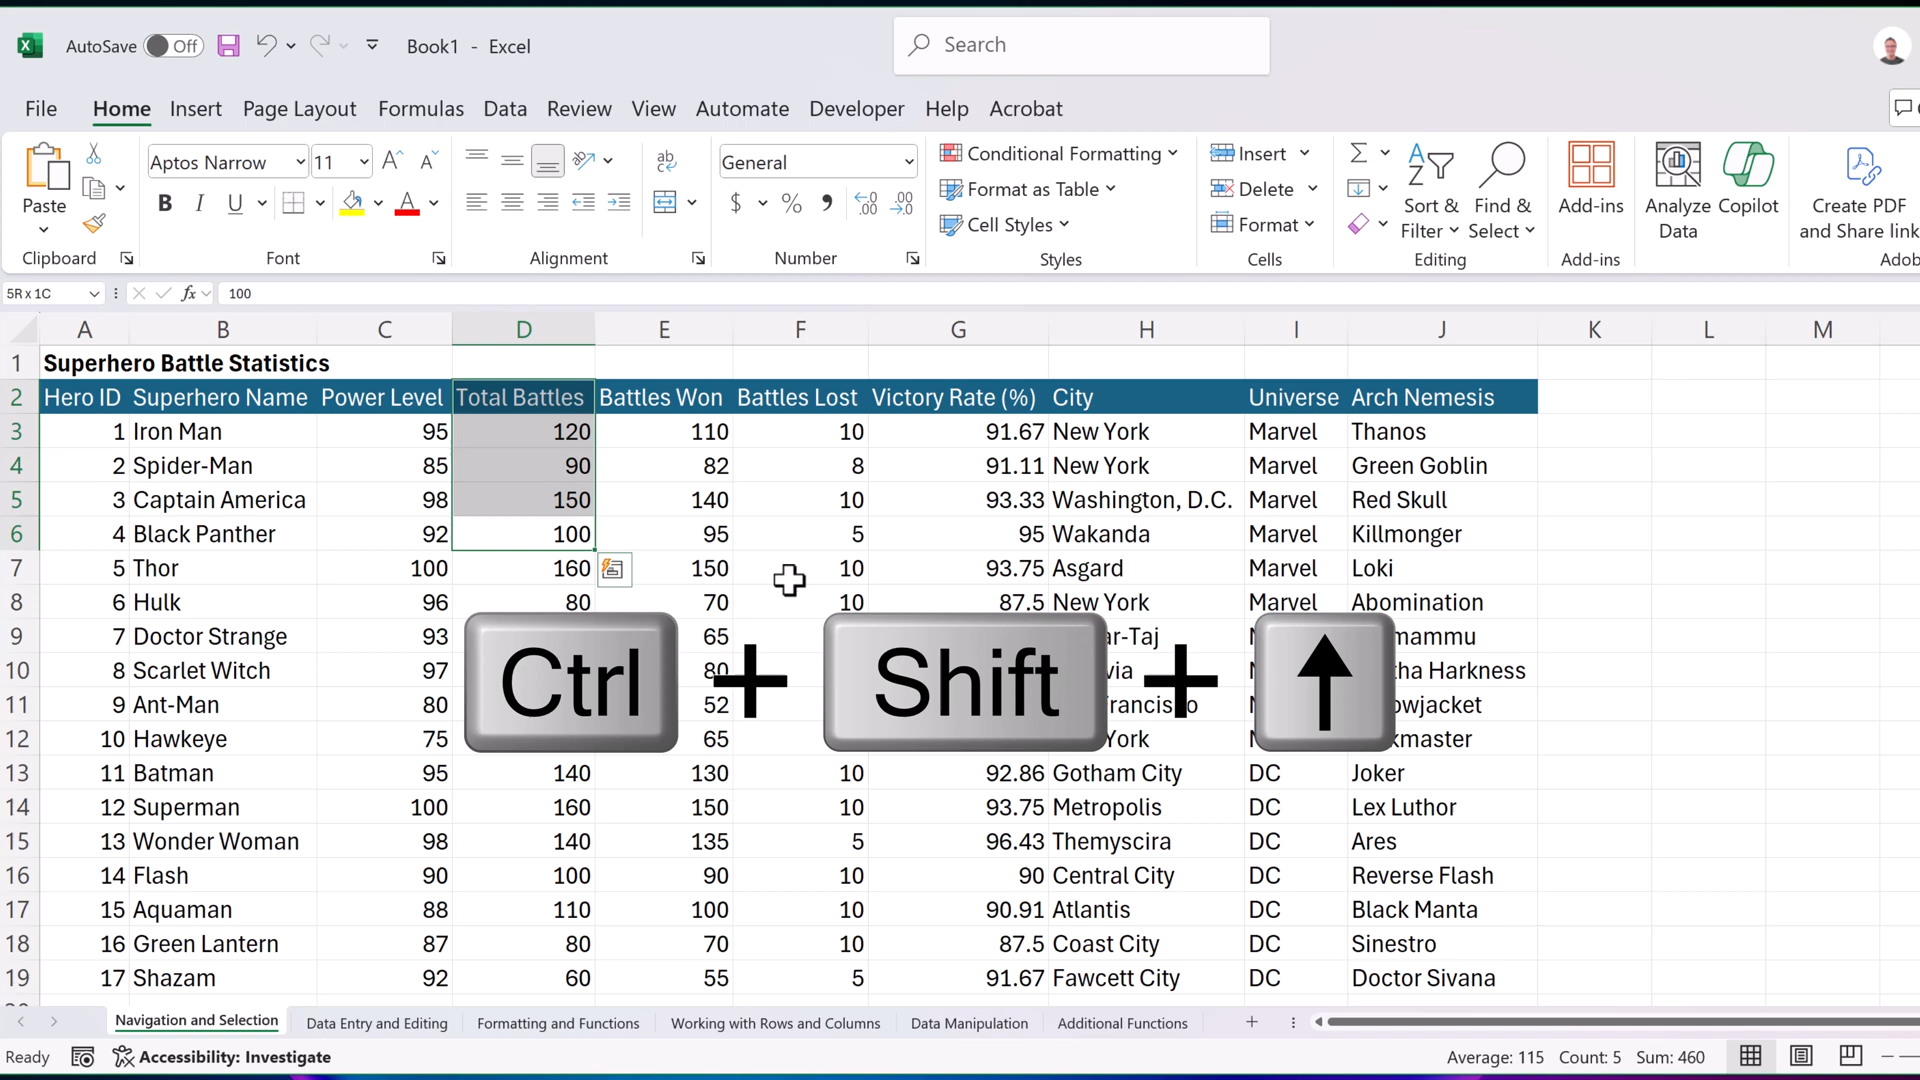 AutoSave Off Book1 - Excel Search
File Home Insert Page Layout Formulas Data Review View Automate Developer Help Acrobat
Paste
Clipboard
Aptos Narrow 11
B I U
Font
ab
Alignment
General
$ % 9 .00 .00
Number
Conditional Formatting
Format as Table
Cell Styles
Styles
Insert
Delete
Format
Cells
Sort & Filter
Find & Select
Editing
Add-ins
Add-ins
Analyze Data
Copilot
Create PDF
and Share link
Adob
5R x 1C fx 100
A B C D E F G H I J K L M
1 Superhero Battle Statistics
2 Hero ID Superhero Name Power Level Total Battles Battles Won Battles Lost Victory Rate (%) City Universe Arch Nemesis
3 1 Iron Man 95 120 110 10 91.67 New York Marvel Thanos
4 2 Spider-Man 85 90 82 8 91.11 New York Marvel Green Goblin
5 3 Captain America 98 150 140 10 93.33 Washington, D.C. Marvel Red Skull
6 4 Black Panther 92 100 95 5 95 Wakanda Marvel Killmonger
7 5 Thor 100 160 150 10 93.75 Asgard Marvel Loki
8 6 Hulk 96 80 70 10 87.5 New York Marvel Abomination
9 7 Doctor Strange 93 65 ar-Taj mammu
10 8 Scarlet Witch 97 80 via tha Harkness
11 9 Ant-Man 80 52 Francisco owjacket
12 10 Hawkeye 75 65 York kmaster
Ctrl + Shift + ↑
13 11 Batman 95 140 130 10 92.86 Gotham City DC Joker
14 12 Superman 100 160 150 10 93.75 Metropolis DC Lex Luthor
15 13 Wonder Woman 98 140 135 5 96.43 Themyscira DC Ares
16 14 Flash 90 100 90 10 90 Central City DC Reverse Flash
17 15 Aquaman 88 110 100 10 90.91 Atlantis DC Black Manta
18 16 Green Lantern 87 80 70 10 87.5 Coast City DC Sinestro
19 17 Shazam 92 60 55 5 91.67 Fawcett City DC Doctor Sivana
Navigation and Selection Data Entry and Editing Formatting and Functions Working with Rows and Columns Data Manipulation Additional Functions
Ready Accessibility: Investigate Average: 115 Count: 5 Sum: 460